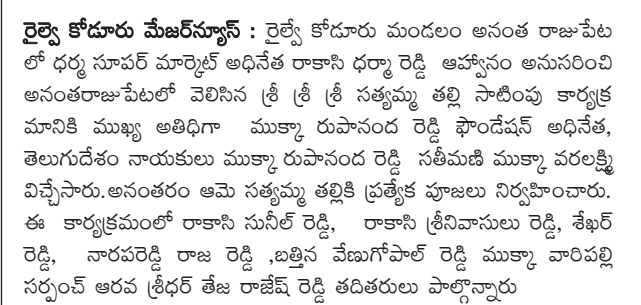 రైల్వే కోడూరు మేజర్‌న్యూస్ : రైల్వే కోడూరు మండలం అనంత రాజుపేట
లో ధర్మ సూపర్ మార్కెట్ అధినేత రాకాసి ధర్మా రెడ్డి ఆహ్వానం అనుసరించి
అనంతరాజుపేటలో వెలిసిన శ్రీ శ్రీ శ్రీ సత్యమ్మ తల్లి సాటింపు కార్యక్ర
మానికి ముఖ్య అతిధిగా ముక్కా రుపానంద రెడ్డి ఫౌండేషన్ అధినేత,
తెలుగుదేశం నాయకులు ముక్కా రుపానంద రెడ్డి సతీమణి ముక్కా వరలక్ష్మి
విచ్చేసారు.అనంతరం ఆమె సత్యమ్మ తల్లికి ప్రత్యేక పూజలు నిర్వహించారు.
ఈ కార్యక్రమంలో రాకాసి సునీల్ రెడ్డి, రాకాసి శ్రీనివాసులు రెడ్డి, శేఖర్
రెడ్డి, నారపరెడ్డి రాజ రెడ్డి ,బత్తిన వేణుగోపాల్ రెడ్డి ముక్కా వారిపల్లి
సర్పంచ్ ఆరవ శ్రీధర్ తేజ రాజేష్ రెడ్డి తదితరులు పాల్గొన్నారు